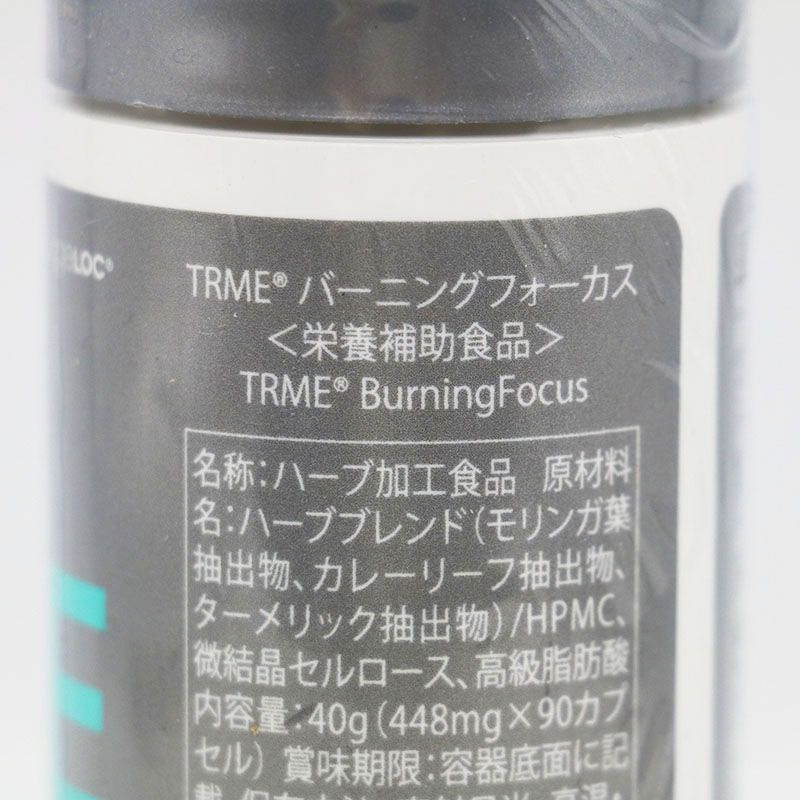 LOC®
TRME® バーニングフォーカス
＜栄養補助食品＞
TRME® BurningFocus
名称：ハーブ加工食品　原材料
名：ハーブブレンド（モリンガ葉
抽出物、カレーリーフ抽出物、
ターメリック抽出物）/HPMC、
微結晶セルロース、高級脂肪酸
内容量：40g（448mg×90カプ
セル）賞味期限：容器底面に記